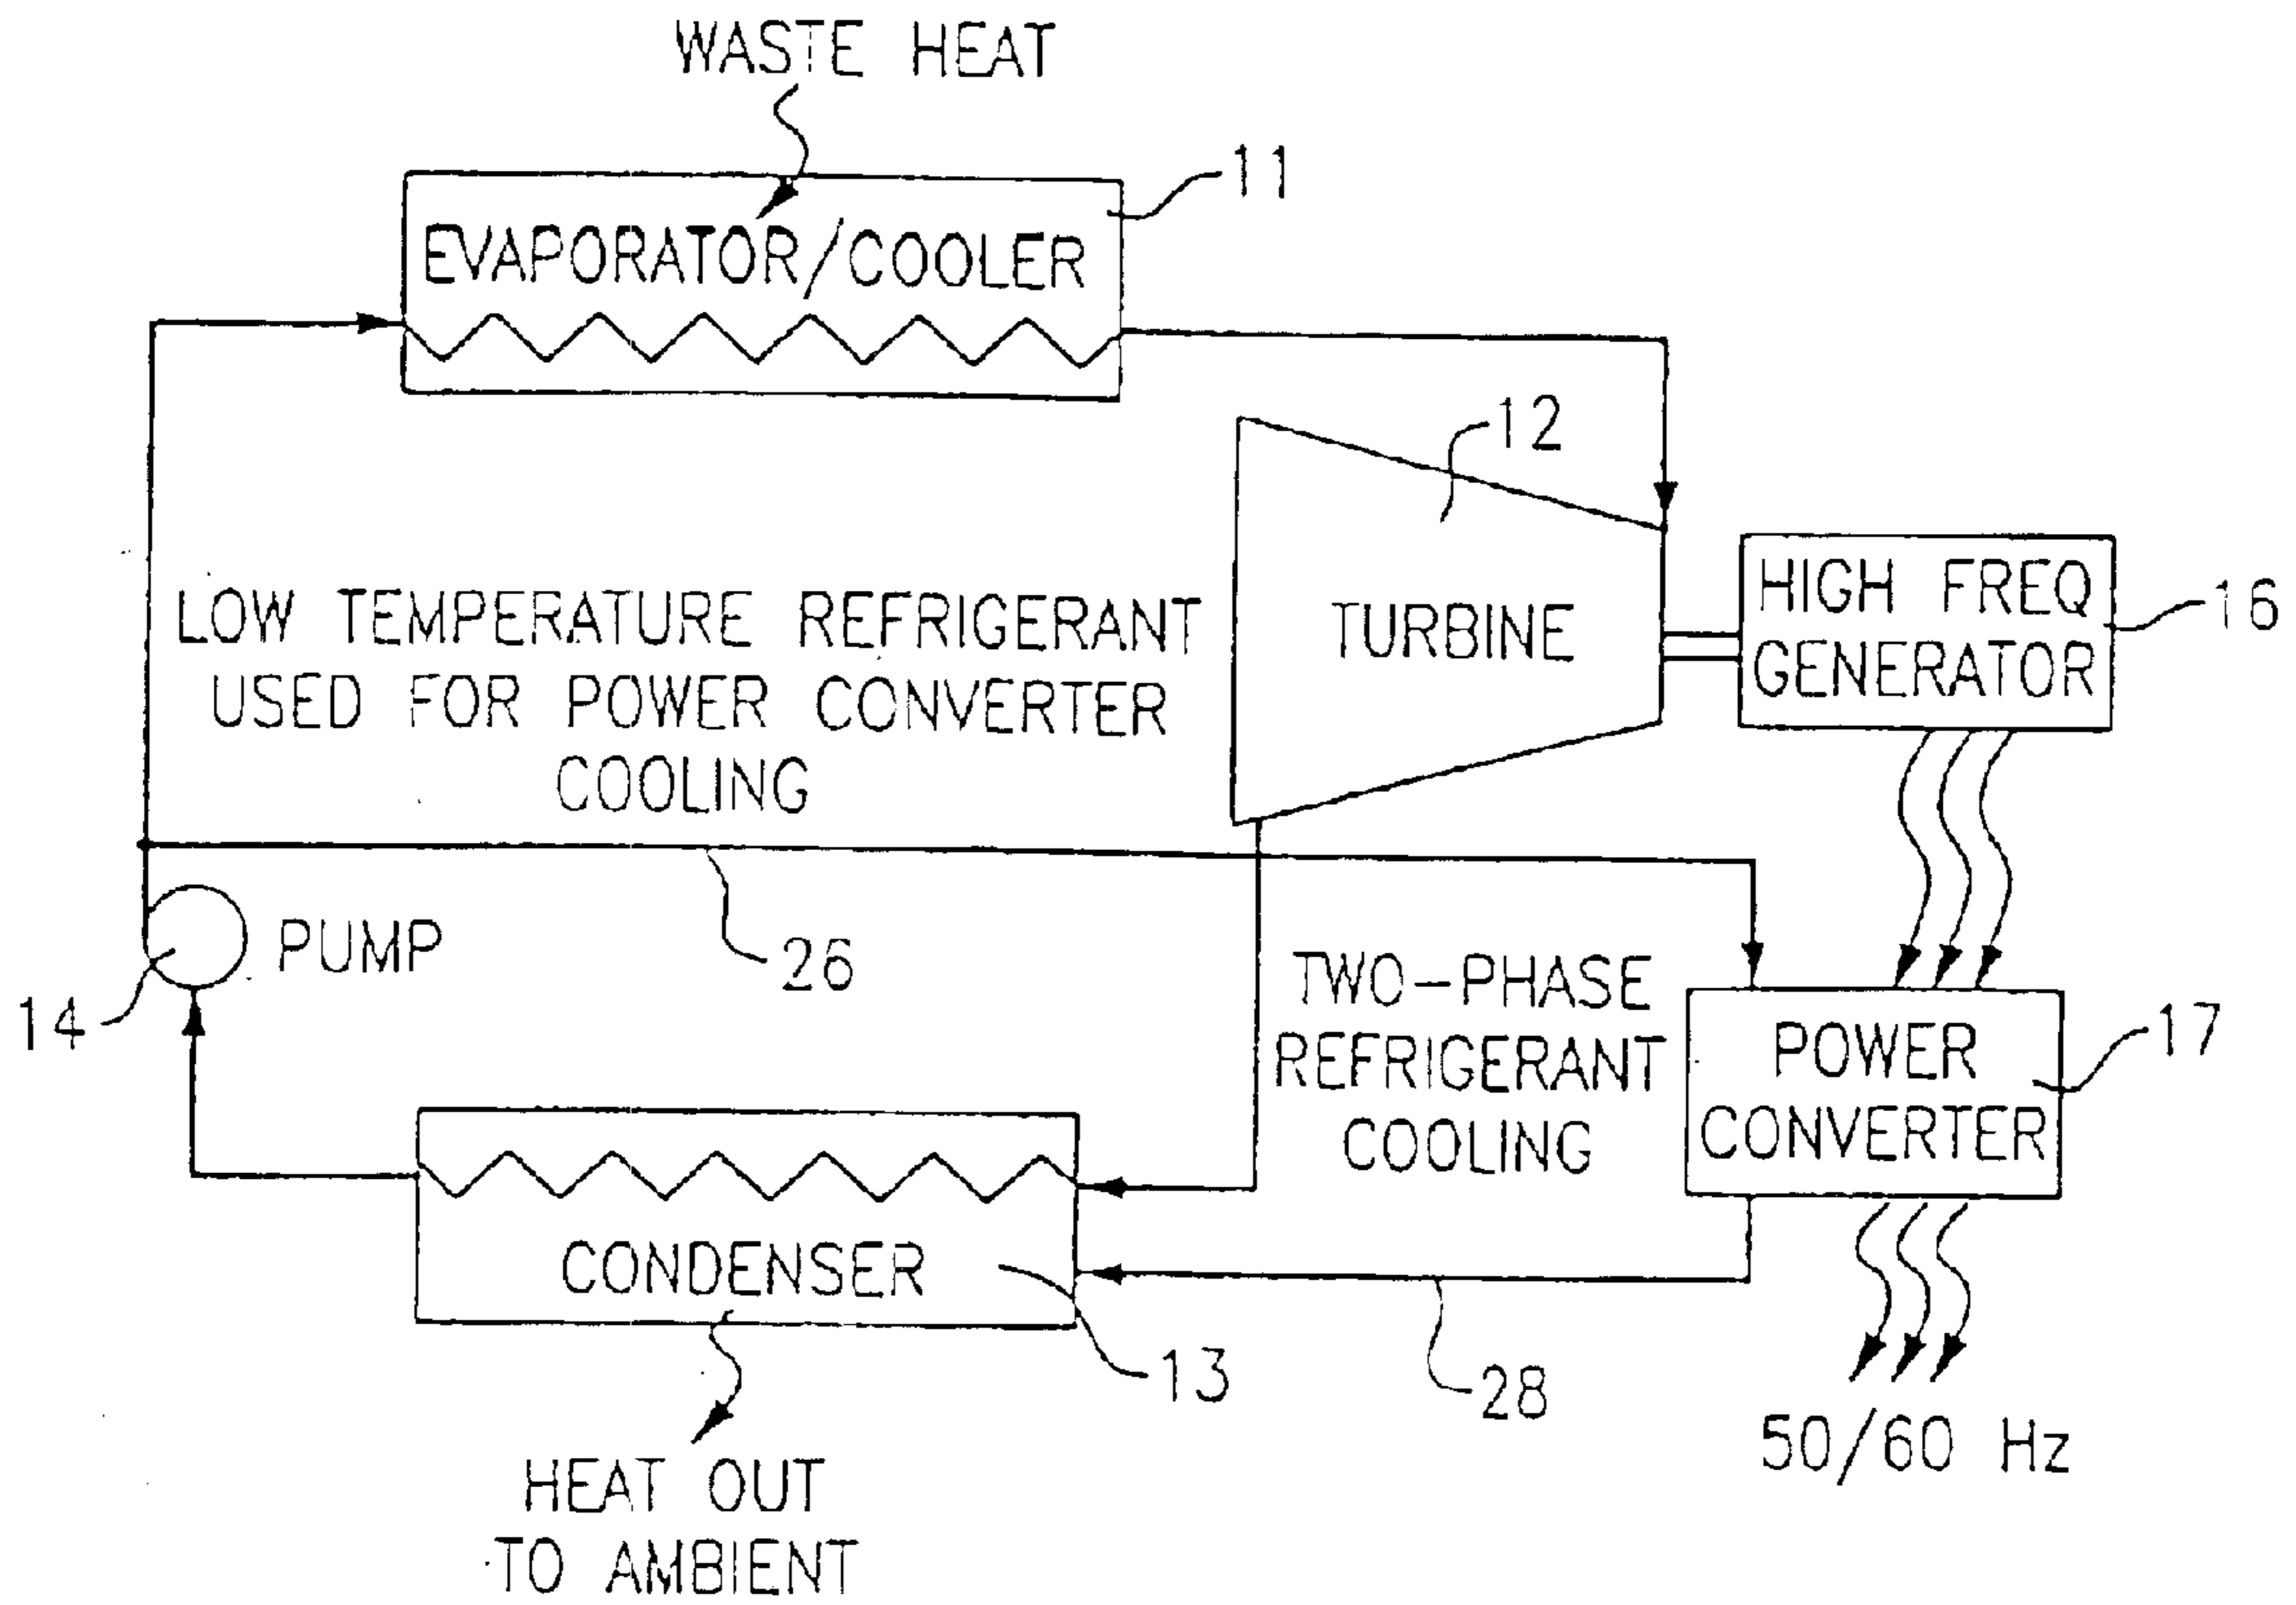 WASTE HEAT
11
EVAPORATOR/COOLER
12
HIGH FREQ
GENERATOR
16
TURBINE
LOW TEMPERATURE REFRIGERANT
USED FOR POWER CONVERTER
COOLING
PUMP
14
26
TWO-PHASE
REFRIGERANT
COOLING
POWER
CONVERTER
17
CONDENSER
13
28
50/60 Hz
HEAT OUT
TO AMBIENT